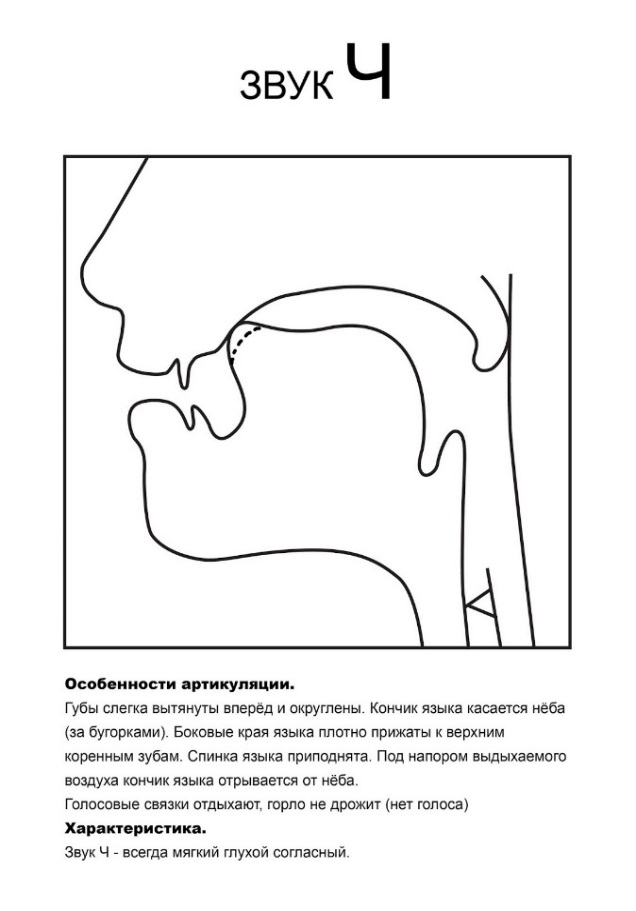 ЗВУК Ч
Особенности артикуляции.
Губы слегка вытянуты вперёд и округлены. Кончик языка касается нёба
(за бугорками). Боковые края языка плотно прижаты к верхним
коренным зубам. Спинка языка приподнята. Под напором выдыхаемого
воздуха кончик языка отрывается от нёба.
Голосовые связки отдыхают, горло не дрожит (нет голоса)
Характеристика.
Звук Ч - всегда мягкий глухой согласный.